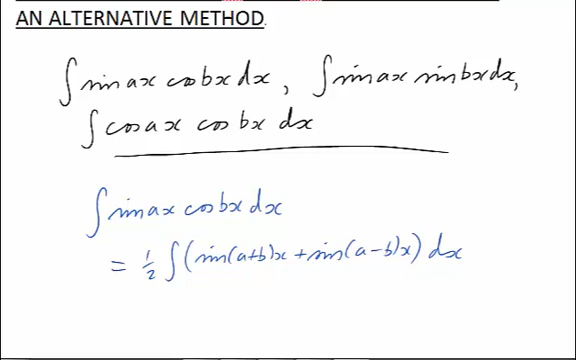 AN ALTERNATIVE METHOD.
∫ sin ax cos bx dx, ∫ sin ax sin bx dx,
∫ cos ax cos bx dx
∫ sin ax cos bx dx
= 1/2 ∫ (sin(a+b)x + sin(a-b)x) dx